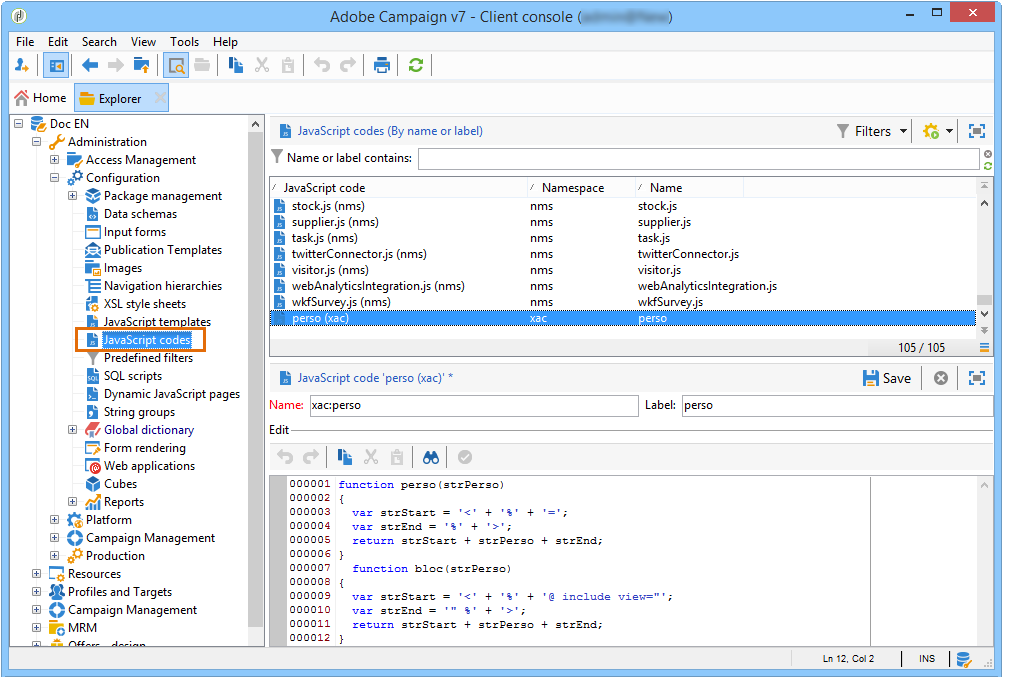 Adobe Campaign v7 - Client console ( )
File Edit Search View Tools Help
Home Explorer
Doc EN
Administration
Access Management
Configuration
Package management
Data schemas
Input forms
Publication Templates
Images
Navigation hierarchies
XSL style sheets
JavaScript templates
JavaScript codes
Predefined filters
SQL scripts
Dynamic JavaScript pages
String groups
Global dictionary
Form rendering
Web applications
Cubes
Reports
Platform
Campaign Management
Production
Resources
Profiles and Targets
Campaign Management
MRM
Offers - design
JavaScript codes (By name or label) Filters
Name or label contains:
JavaScript code Namespace Name
stock.js (nms) nms stock.js
supplier.js (nms) nms supplier.js
task.js (nms) nms task.js
twitterConnector.js (nms) nms twitterConnector.js
visitor.js (nms) nms visitor.js
webAnalyticsIntegration.js (nms) nms webAnalyticsIntegration.js
wkfSurvey.js (nms) nms wkfSurvey.js
perso (xac) xac perso
105 / 105
JavaScript code 'perso (xac)' * Save
Name: xac:perso Label: perso
Edit
000001 function perso(strPerso)
000002 {
000003 var strStart = '<' + '%' + '=';
000004 var strEnd = '%' + '>';
000005 return strStart + strPerso + strEnd;
000006 }
000007 function bloc(strPerso)
000008 {
000009 var strStart = '<' + '%' + '@ include view="';
000010 var strEnd = '" %' + '>';
000011 return strStart + strPerso + strEnd;
000012 }
Ln 12, Col 2 INS